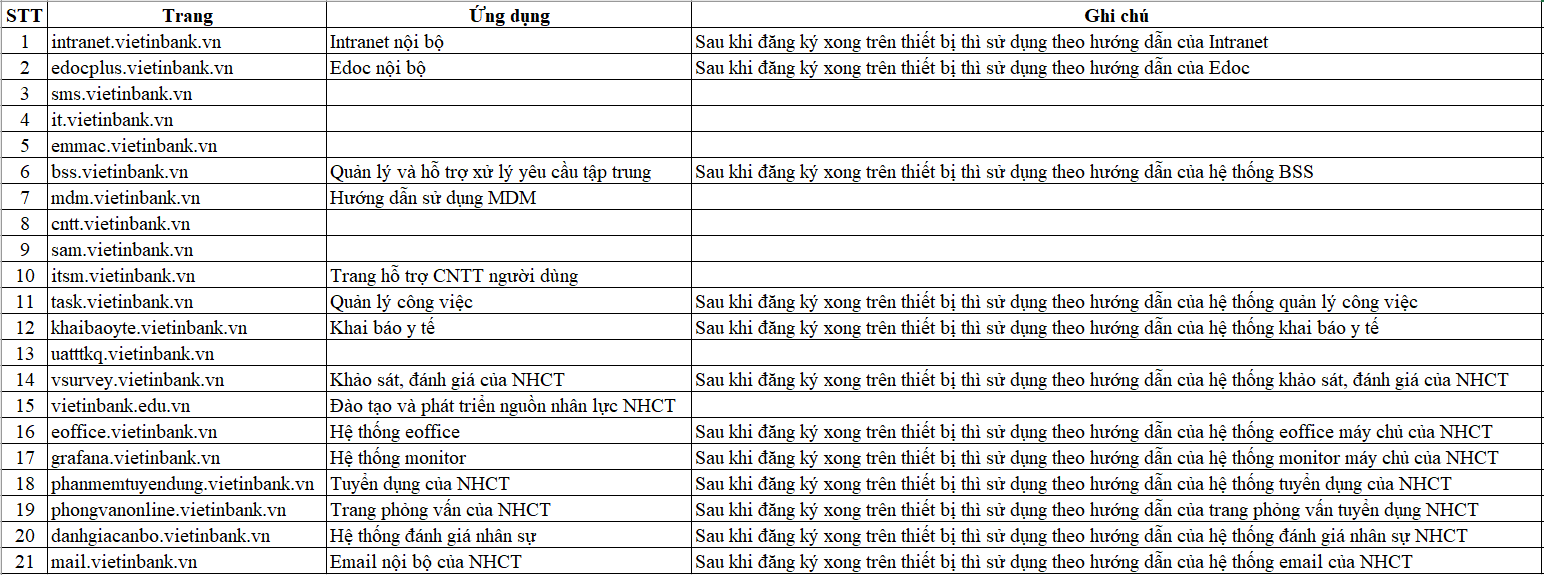 STT Trang Ứng dụng Ghi chú
1 intranet.vietinbank.vn Intranet nội bộ Sau khi đăng ký xong trên thiết bị thì sử dụng theo hướng dẫn của Intranet
2 edocplus.vietinbank.vn Edoc nội bộ Sau khi đăng ký xong trên thiết bị thì sử dụng theo hướng dẫn của Edoc
3 sms.vietinbank.vn
4 it.vietinbank.vn
5 emmac.vietinbank.vn
6 bss.vietinbank.vn Quản lý và hỗ trợ xử lý yêu cầu tập trung Sau khi đăng ký xong trên thiết bị thì sử dụng theo hướng dẫn của hệ thống BSS
7 mdm.vietinbank.vn Hướng dẫn sử dụng MDM
8 cntt.vietinbank.vn
9 sam.vietinbank.vn
10 itsm.vietinbank.vn Trang hỗ trợ CNTT người dùng
11 task.vietinbank.vn Quản lý công việc Sau khi đăng ký xong trên thiết bị thì sử dụng theo hướng dẫn của hệ thống quản lý công việc
12 khaibaoyte.vietinbank.vn Khai báo y tế Sau khi đăng ký xong trên thiết bị thì sử dụng theo hướng dẫn của hệ thống khai báo y tế
13 uatttkq.vietinbank.vn
14 vsurvey.vietinbank.vn Khảo sát, đánh giá của NHCT Sau khi đăng ký xong trên thiết bị thì sử dụng theo hướng dẫn của hệ thống khảo sát, đánh giá của NHCT
15 vietinbank.edu.vn Đào tạo và phát triển nguồn nhân lực NHCT
16 eoffice.vietinbank.vn Hệ thống eoffice Sau khi đăng ký xong trên thiết bị thì sử dụng theo hướng dẫn của hệ thống eoffice máy chủ của NHCT
17 grafana.vietinbank.vn Hệ thống monitor Sau khi đăng ký xong trên thiết bị thì sử dụng theo hướng dẫn của hệ thống monitor máy chủ của NHCT
18 phanmemtuyendung.vietinbank.vn Tuyển dụng của NHCT Sau khi đăng ký xong trên thiết bị thì sử dụng theo hướng dẫn của hệ thống tuyển dụng của NHCT
19 phongvanonline.vietinbank.vn Trang phỏng vấn của NHCT Sau khi đăng ký xong trên thiết bị thì sử dụng theo hướng dẫn của trang phỏng vấn tuyển dụng NHCT
20 danhgiacanbo.vietinbank.vn Hệ thống đánh giá nhân sự Sau khi đăng ký xong trên thiết bị thì sử dụng theo hướng dẫn của hệ thống đánh giá nhân sự NHCT
21 mail.vietinbank.vn Email nội bộ của NHCT Sau khi đăng ký xong trên thiết bị thì sử dụng theo hướng dẫn của hệ thống email của NHCT